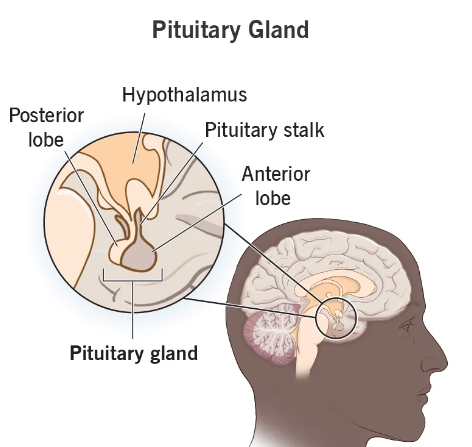 Pituitary Gland
Hypothalamus
Posterior
lobe
Pituitary stalk
Anterior
lobe
Pituitary gland